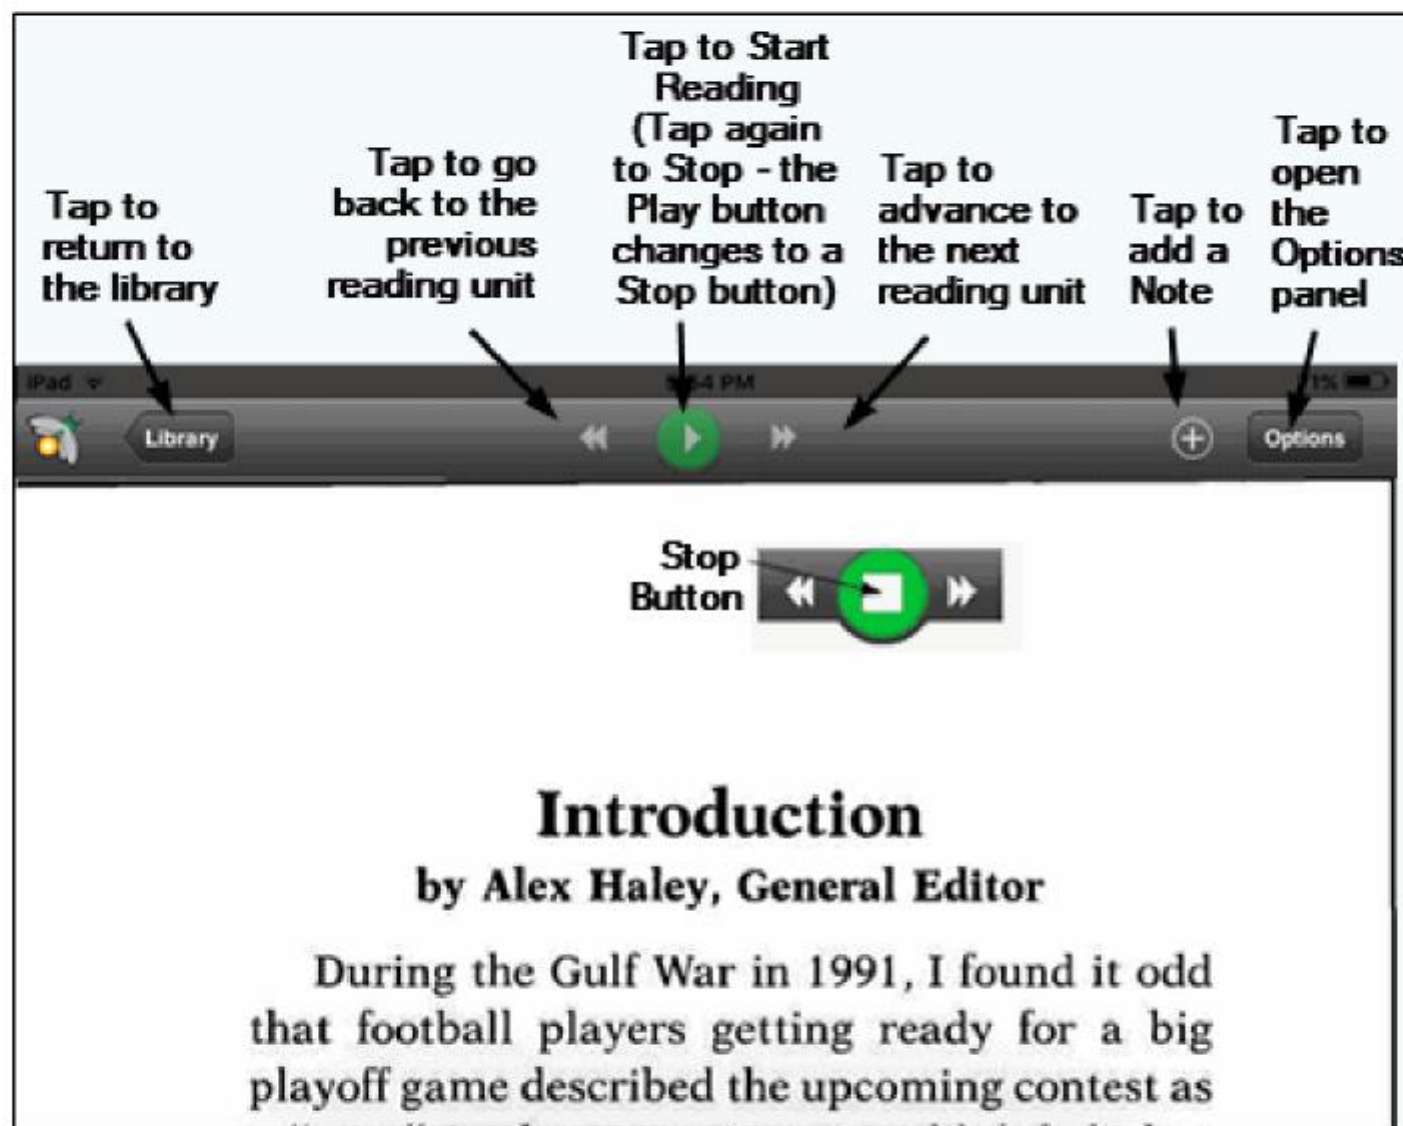 Tap to
return to
the library
Tap to go
back to the
previous
reading unit
Tap to Start
Reading
(Tap again
to Stop - the
Play button
changes to a
Stop button)
Tap to
advance to
the next
reading unit
Tap to
add a
Note
Tap to
open
the
Options
panel
iPad
54 PM
1%
Library
Options
Stop
Button
Introduction
by Alex Haley, General Editor
During the Gulf War in 1991, I found it odd
that football players getting ready for a big
playoff game described the upcoming contest as